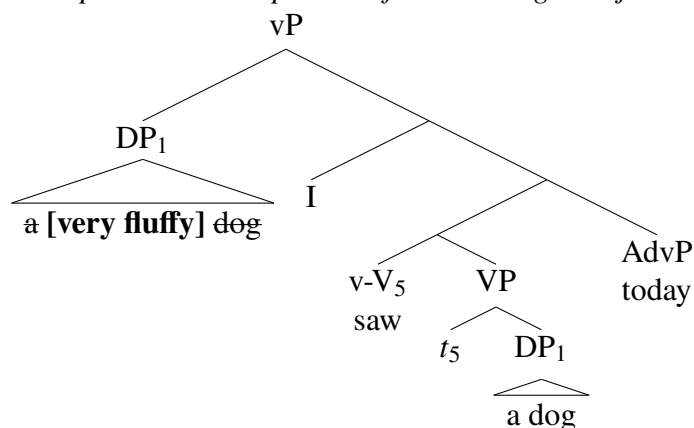 vP
DP₁
a [very fluffy] dog
I
v-V₅
saw
VP
AdvP
today
t₅
DP₁
a dog